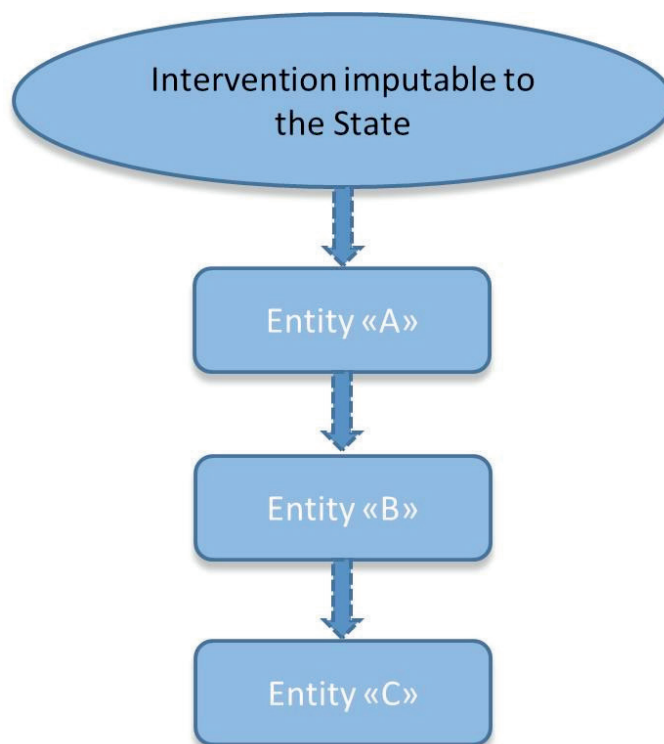 Intervention imputable to
the State
Entity «A»
Entity «B»
Entity «C»